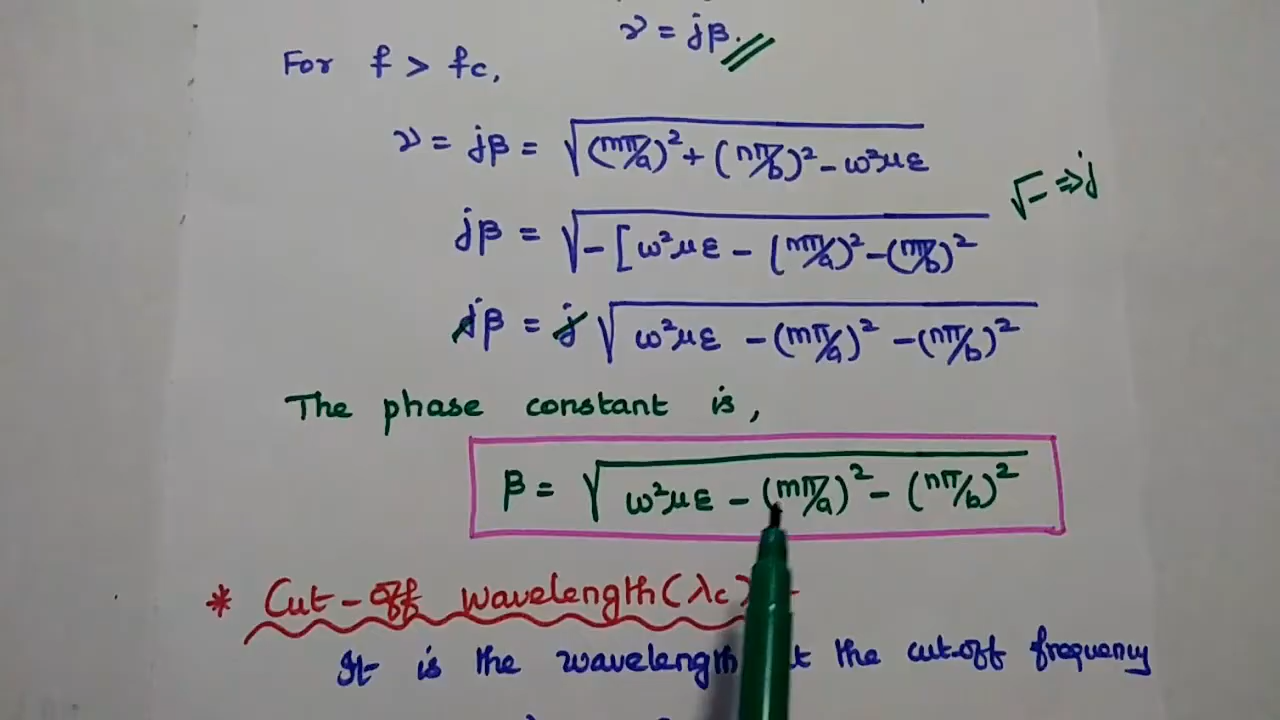 γ = jβ.
For f > fc,
γ = jβ = √(mπ/a)² + (nπ/b)² - ω²με
√- ⇒ j
jβ = √-[ω²με - (mπ/a)² - (nπ/b)²
jβ = j √ω²με - (mπ/a)² - (nπ/b)²
The phase constant is,
β = √ω²με - (mπ/a)² - (nπ/b)²
* Cut-off wavelength (λc)
It is the wavelength the cut-off frequency